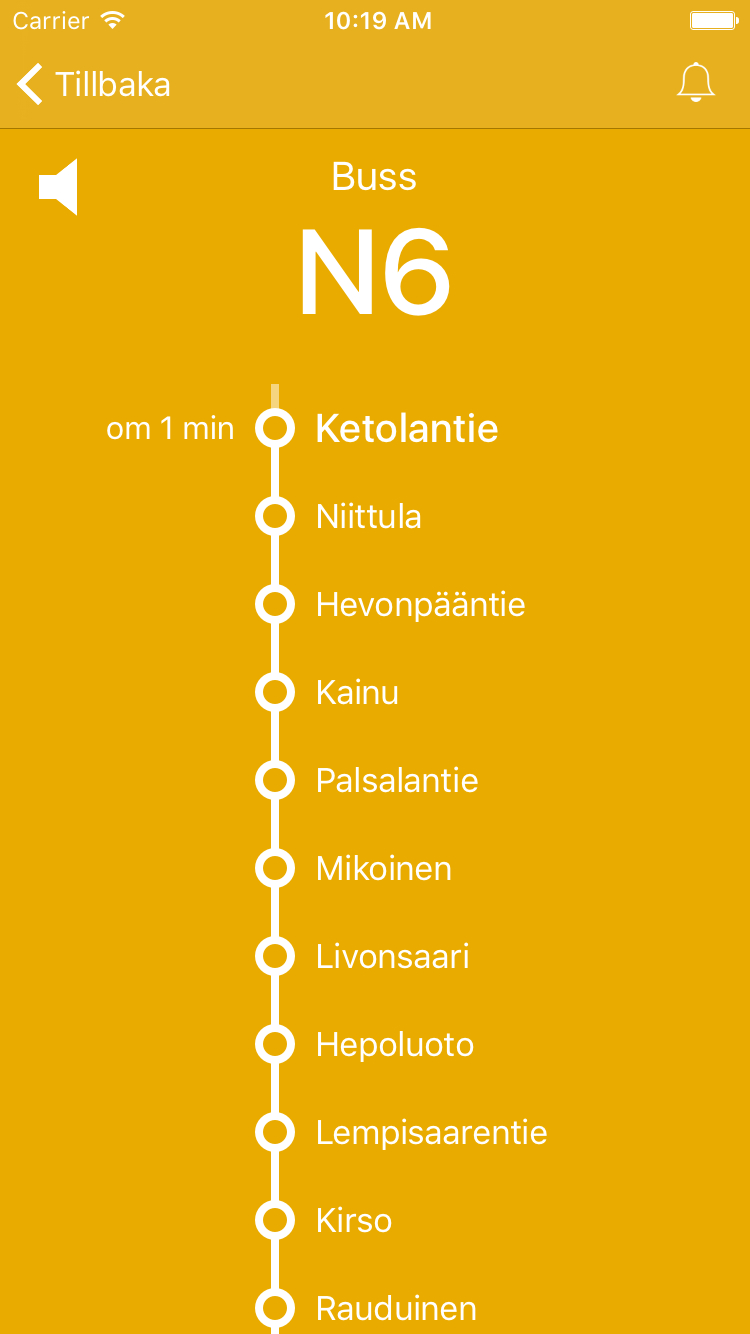 Carrier 10:19 AM
Tillbaka
Buss
N6
om 1 min Ketolantie
Niittula
Hevonpääntie
Kainu
Palsalantie
Mikoinen
Livonsaari
Hepoluoto
Lempisaarentie
Kirso
Rauduinen